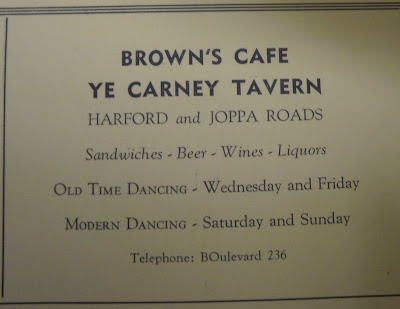 BROWN'S CAFE
YE CARNEY TAVERN
HARFORD and JOPPA ROADS
Sandwiches - Beer - Wines - Liquors
OLD TIME DANCING - Wednesday and Friday
MODERN DANCING - Saturday and Sunday
Telephone: BOulevard 236